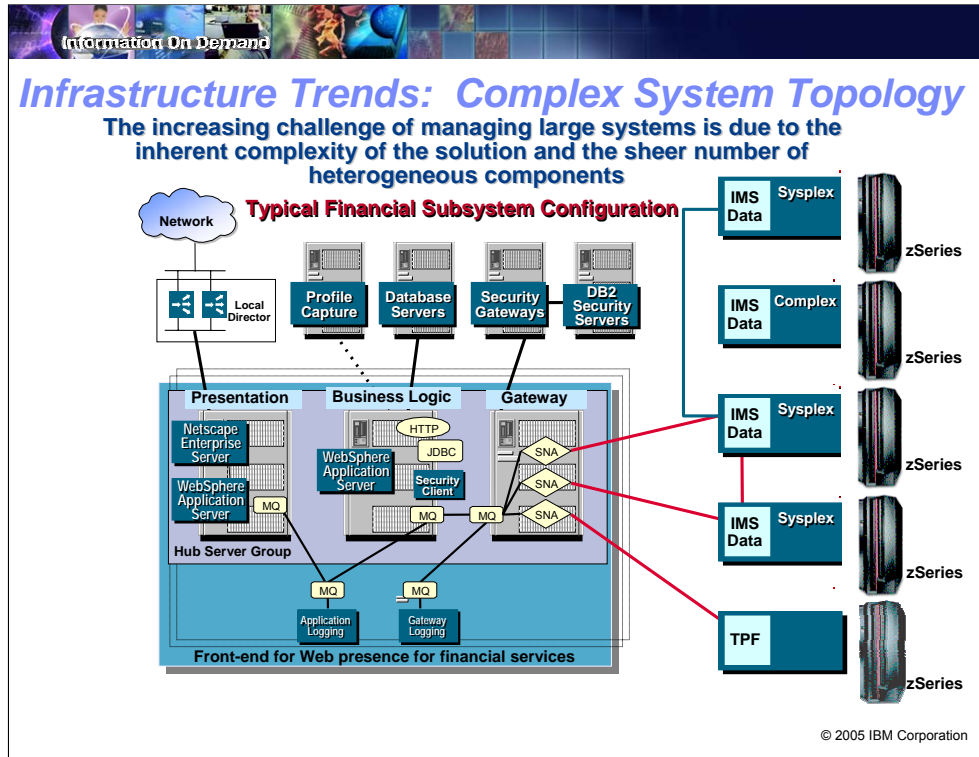 Information On Demand
Infrastructure Trends: Complex System Topology
The increasing challenge of managing large systems is due to the
inherent complexity of the solution and the sheer number of
heterogeneous components
Typical Financial Subsystem Configuration
Network
Local
Director
Profile
Capture
Database
Servers
Security
Gateways
DB2
Security
Servers
Presentation
Business Logic
Gateway
Netscape
Enterprise
Server
WebSphere
Application
Server
MQ
HTTP
JDBC
WebSphere
Application
Server
Security
Client
MQ
MQ
SNA
SNA
SNA
Hub Server Group
MQ
Application
Logging
MQ
Gateway
Logging
Front-end for Web presence for financial services
IMS
Data
Sysplex
zSeries
IMS
Data
Complex
zSeries
IMS
Data
Sysplex
zSeries
IMS
Data
Sysplex
zSeries
TPF
zSeries
© 2005 IBM Corporation